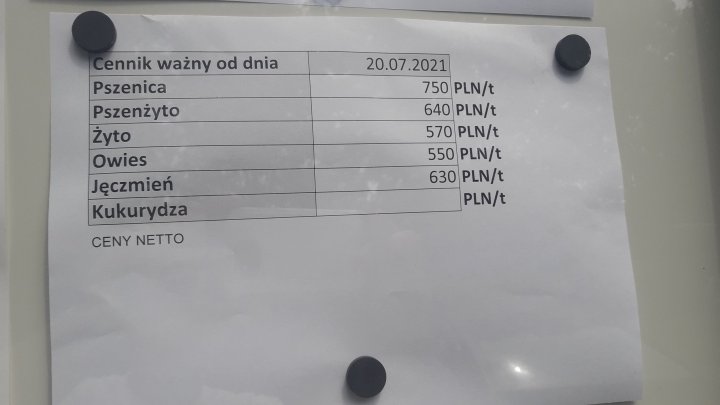 Cennik ważny od dnia 20.07.2021
Pszenica 750 PLN/t
Pszenżyto 640 PLN/t
Żyto 570 PLN/t
Owies 550 PLN/t
Jęczmień 630 PLN/t
Kukurydza PLN/t
CENY NETTO